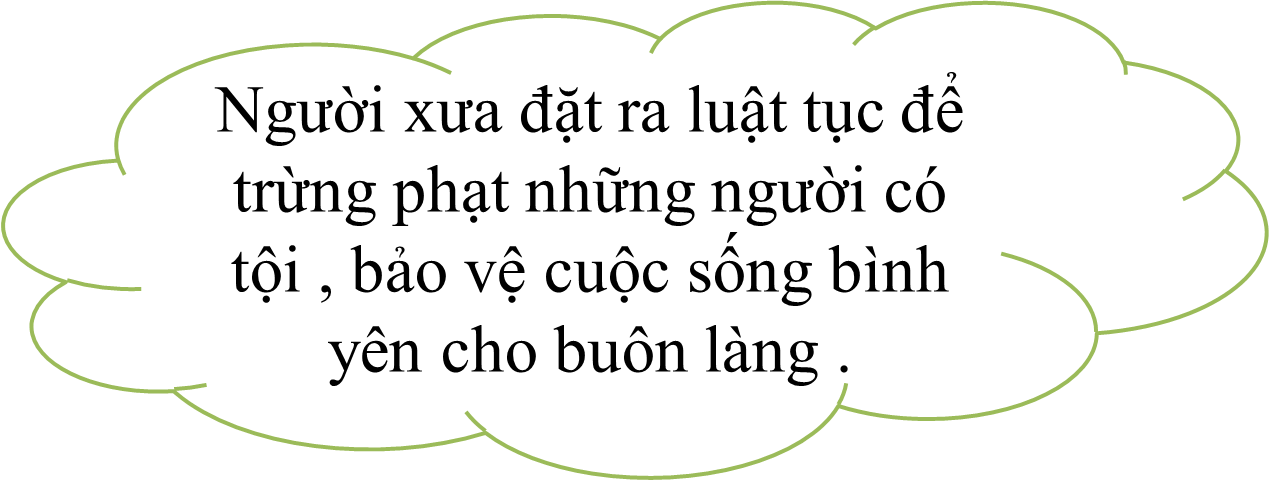 Người xưa đặt ra luật tục để
trừng phạt những người có
tội , bảo vệ cuộc sống bình
yên cho buôn làng .